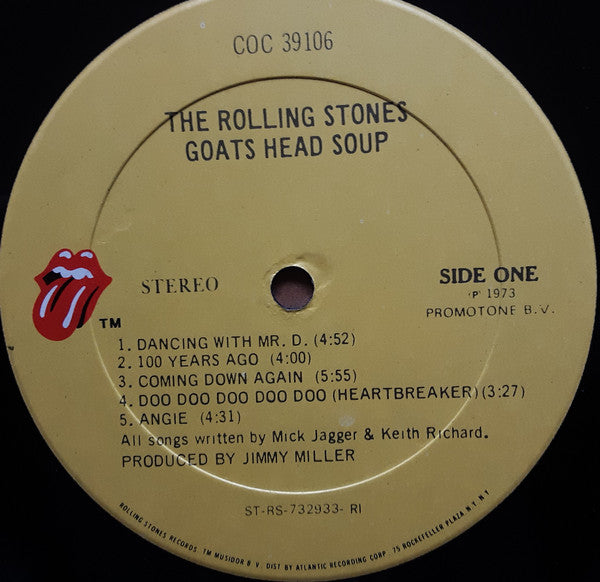 COC 39106
THE ROLLING STONES
GOATS HEAD SOUP
STEREO
SIDE ONE
℗ 1973
PROMOTONE B.V.
TM
1. DANCING WITH MR. D. (4:52)
2. 100 YEARS AGO (4:00)
3. COMING DOWN AGAIN (5:55)
4. DOO DOO DOO DOO DOO (HEARTBREAKER) (3:27)
5. ANGIE (4:31)
All songs written by Mick Jagger & Keith Richard.
PRODUCED BY JIMMY MILLER
ST-RS-732933- RI
ROLLING STONES RECORDS. TM MUSIDOR B.V. DIST BY ATLANTIC RECORDING CORP. 75 ROCKEFELLER PLAZA N.Y. N.Y.